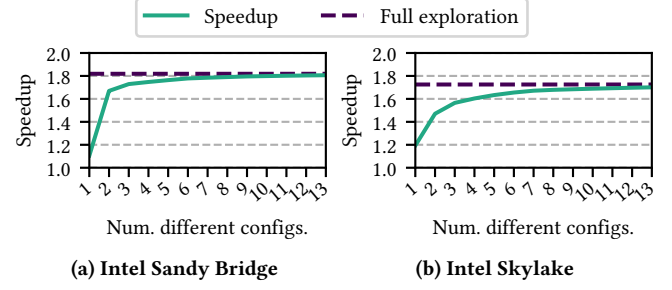 Speedup Full exploration
2.0
1.8
1.6
1.4
1.2
1.0
Speedup
1 2 3 4 5 6 7 8 9 10 11 12 13
Num. different configs.
(a) Intel Sandy Bridge
2.0
1.8
1.6
1.4
1.2
1.0
Speedup
1 2 3 4 5 6 7 8 9 10 11 12 13
Num. different configs.
(b) Intel Skylake